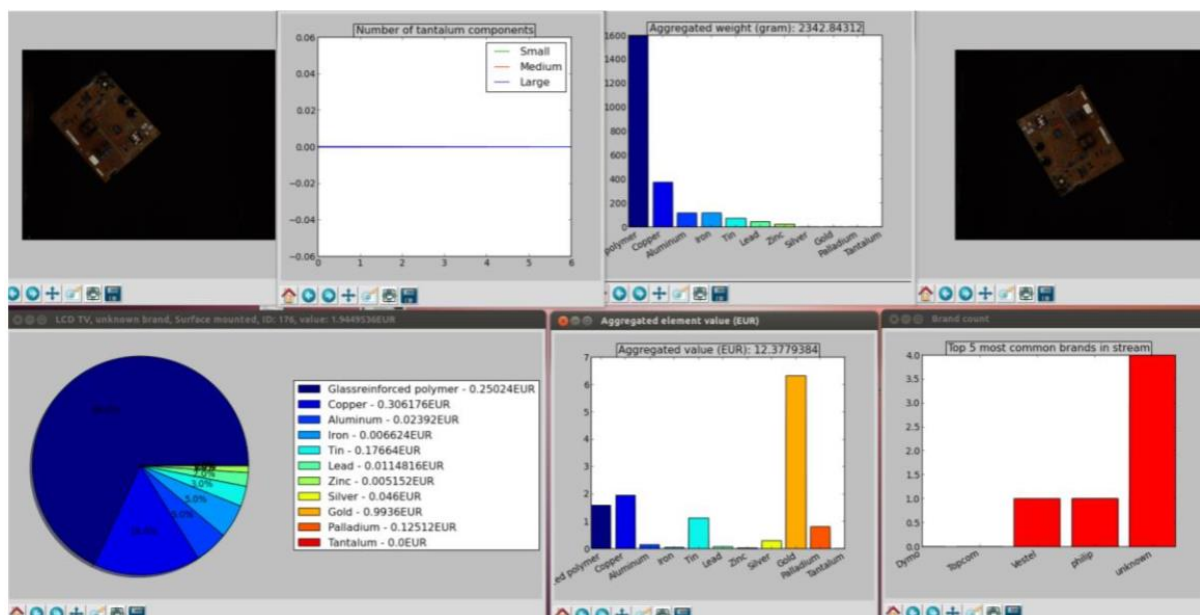 Number of tantalum components
0.06
0.04
0.02
0.00
−0.02
−0.04
−0.06
0 1 2 3 4 5 6
Small
Medium
Large
Aggregated weight (gram): 2342.84312
1600
1400
1200
1000
800
600
400
200
0
polymer
Copper
Aluminum
Iron
Tin
Lead
Zinc
Silver
Gold
Palladium
Tantalum
LCD TV, unknown brand, Surface mounted, ID: 176, value: 1.9449536EUR
3.0%
5.0%
5.0%
Glassreinforced polymer - 0.25024EUR
Copper - 0.306176EUR
Aluminum - 0.02392EUR
Iron - 0.006624EUR
Tin - 0.17664EUR
Lead - 0.0114816EUR
Zinc - 0.005152EUR
Silver - 0.046EUR
Gold - 0.9936EUR
Palladium - 0.12512EUR
Tantalum - 0.0EUR
Aggregated element value (EUR)
Aggregated value (EUR): 12.3779384
7
6
5
4
3
2
1
0
ced polymer
Copper
Aluminum
Iron
Tin
Lead
Zinc
Silver
Gold
Palladium
Tantalum
Brand count
Top 5 most common brands in stream
4.0
3.5
3.0
2.5
2.0
1.5
1.0
0.5
0.0
Dymo
Topcom
Vestel
philip
unknown